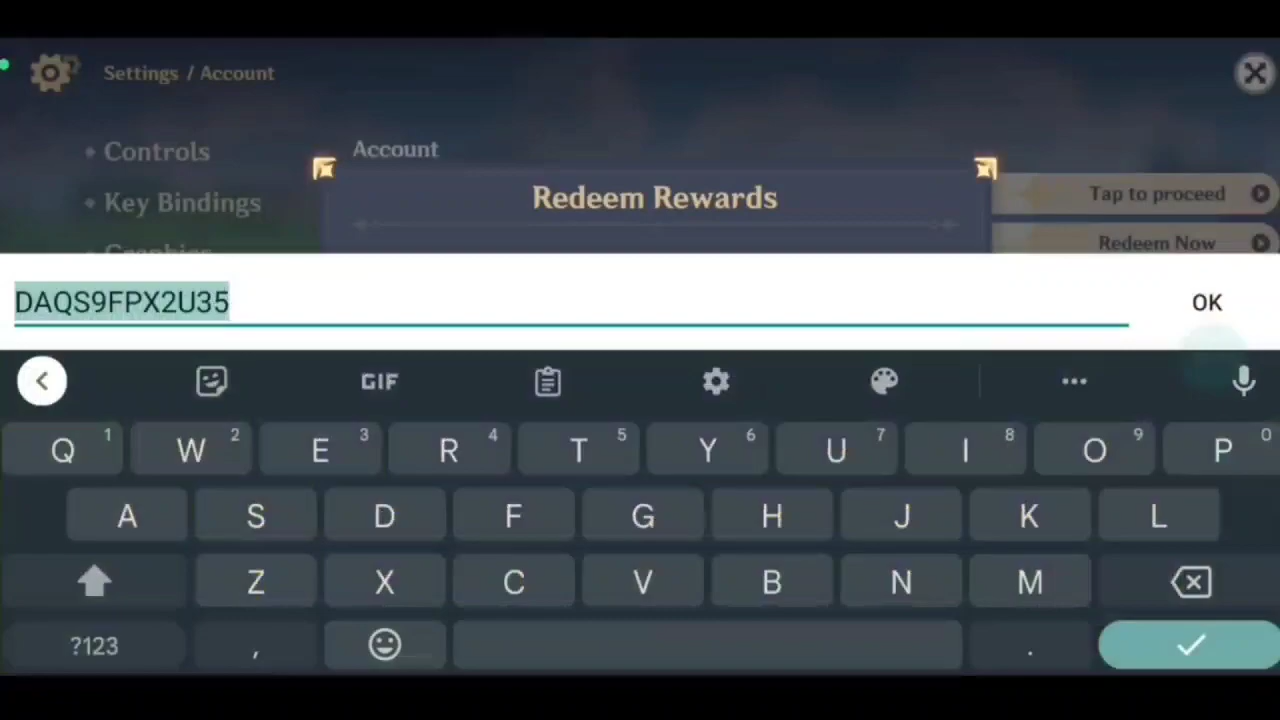 Settings / Account
Controls
Account
Key Bindings
Redeem Rewards
Tap to proceed
Graphics
Redeem Now
DAQS9FPX2U35
OK
GIF
Q 1 W 2 E 3 R 4 T 5 Y 6 U 7 I 8 O 9 P 0
A S D F G H J K L
Z X C V B N M
?123 , .